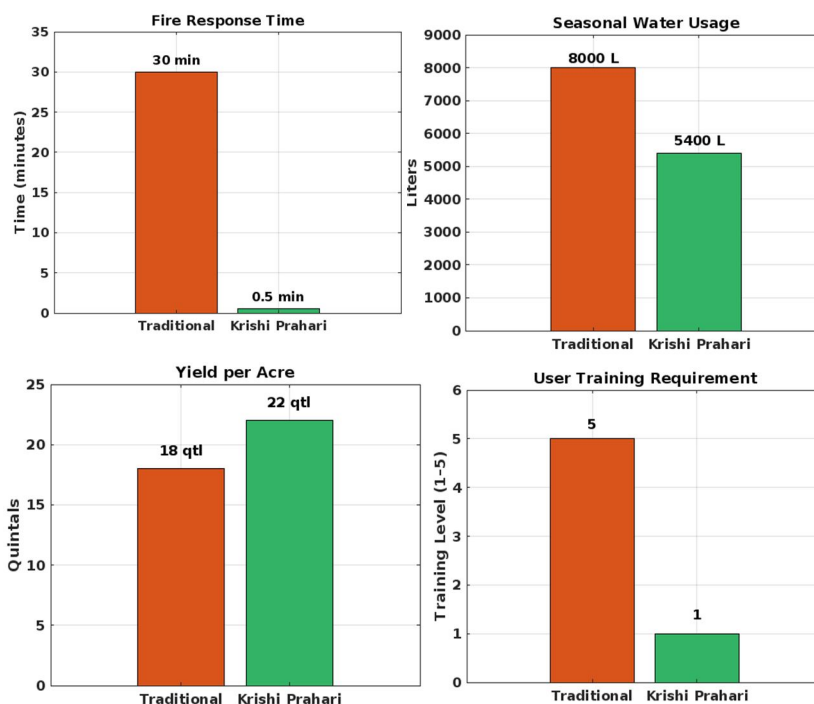 Fire Response Time
Time (minutes)
35
30
25
20
15
10
5
0
30 min
0.5 min
Traditional Krishi Prahari
Seasonal Water Usage
Liters
9000
8000
7000
6000
5000
4000
3000
2000
1000
0
8000 L
5400 L
Traditional Krishi Prahari
Yield per Acre
Quintals
25
20
15
10
5
0
18 qtl
22 qtl
Traditional Krishi Prahari
User Training Requirement
Training Level (1–5)
6
5
4
3
2
1
0
5
1
Traditional Krishi Prahari